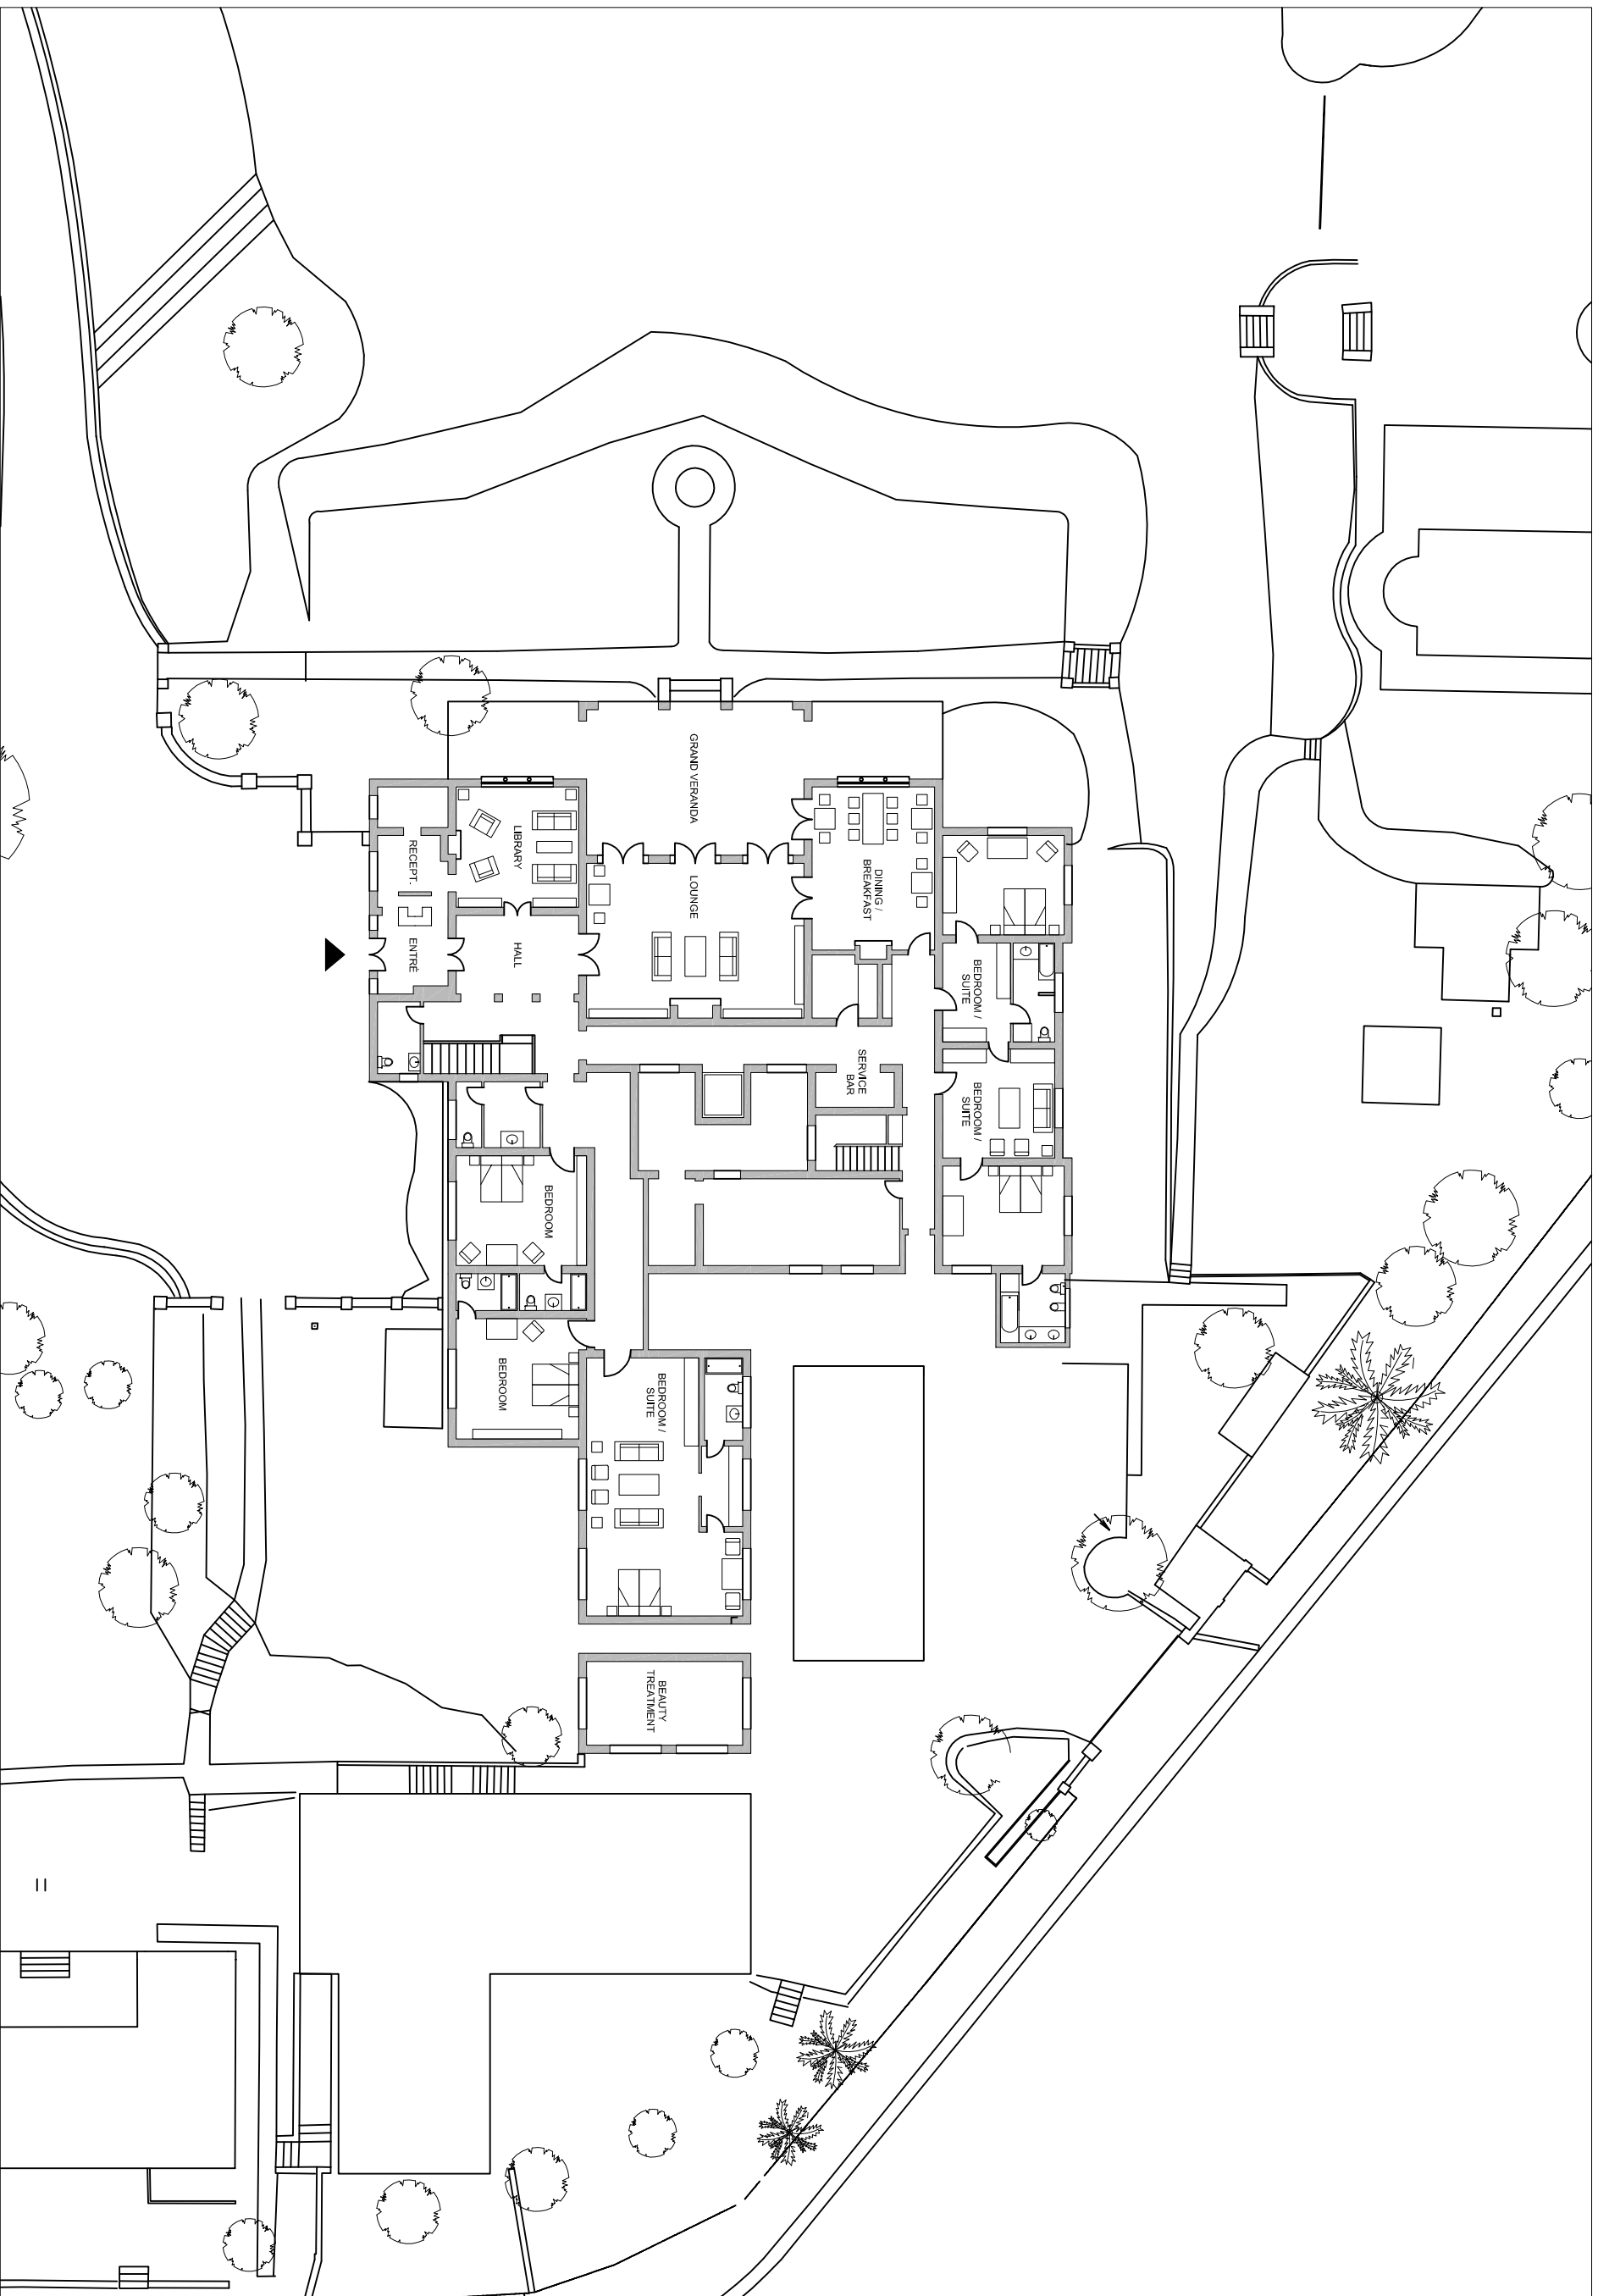 GRAND VERANDA
LIBRARY
RECEPT.
LOUNGE
DINING /
BREAKFAST
ENTRÉ
HALL
BEDROOM /
SUITE
SERVICE
BAR
BEDROOM /
SUITE
BEDROOM
BEDROOM
BEDROOM /
SUITE
BEAUTY
TREATMENT